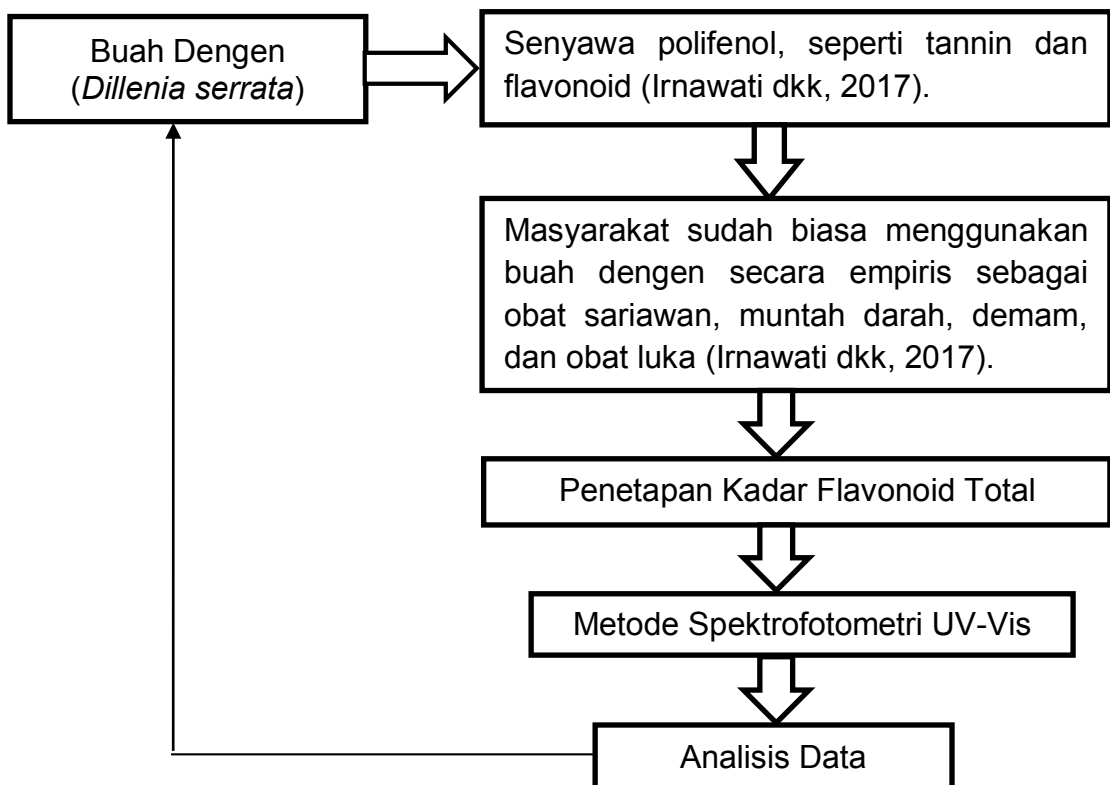 Buah Dengen
(Dillenia serrata)
Senyawa polifenol, seperti tannin dan
flavonoid (Irnawati dkk, 2017).
Masyarakat sudah biasa menggunakan
buah dengen secara empiris sebagai
obat sariawan, muntah darah, demam,
dan obat luka (Irnawati dkk, 2017).
Penetapan Kadar Flavonoid Total
Metode Spektrofotometri UV-Vis
Analisis Data